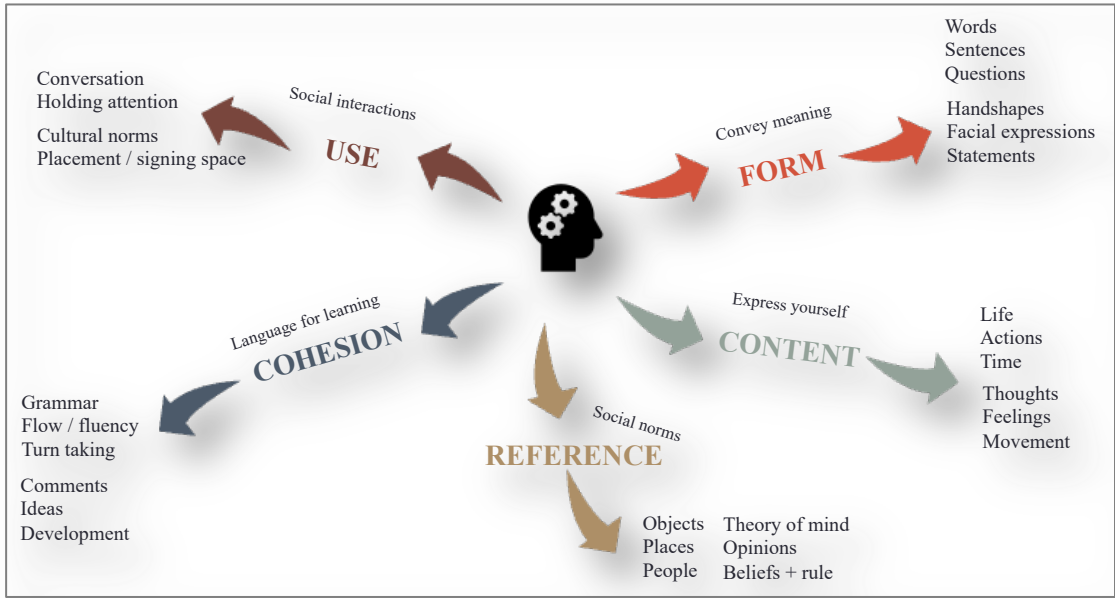 Social interactions
USE
Conversation
Holding attention
Cultural norms
Placement / signing space
Convey meaning
FORM
Words
Sentences
Questions
Handshapes
Facial expressions
Statements
Express yourself
CONTENT
Life
Actions
Time
Thoughts
Feelings
Movement
Language for learning
COHESION
Grammar
Flow / fluency
Turn taking
Comments
Ideas
Development
Social norms
REFERENCE
Objects
Places
People
Theory of mind
Opinions
Beliefs + rule